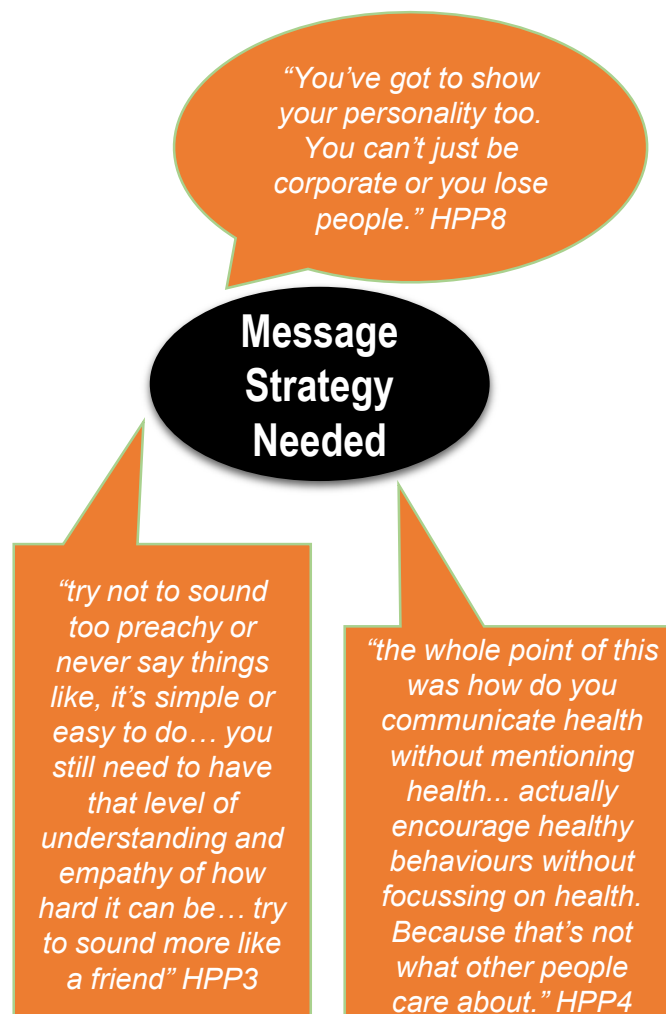 “You’ve got to show
your personality too.
You can’t just be
corporate or you lose
people.” HPP8
Message
Strategy
Needed
“try not to sound
too preachy or
never say things
like, it’s simple or
easy to do… you
still need to have
that level of
understanding and
empathy of how
hard it can be… try
to sound more like
a friend” HPP3
“the whole point of this
was how do you
communicate health
without mentioning
health... actually
encourage healthy
behaviours without
focussing on health.
Because that’s not
what other people
care about.” HPP4